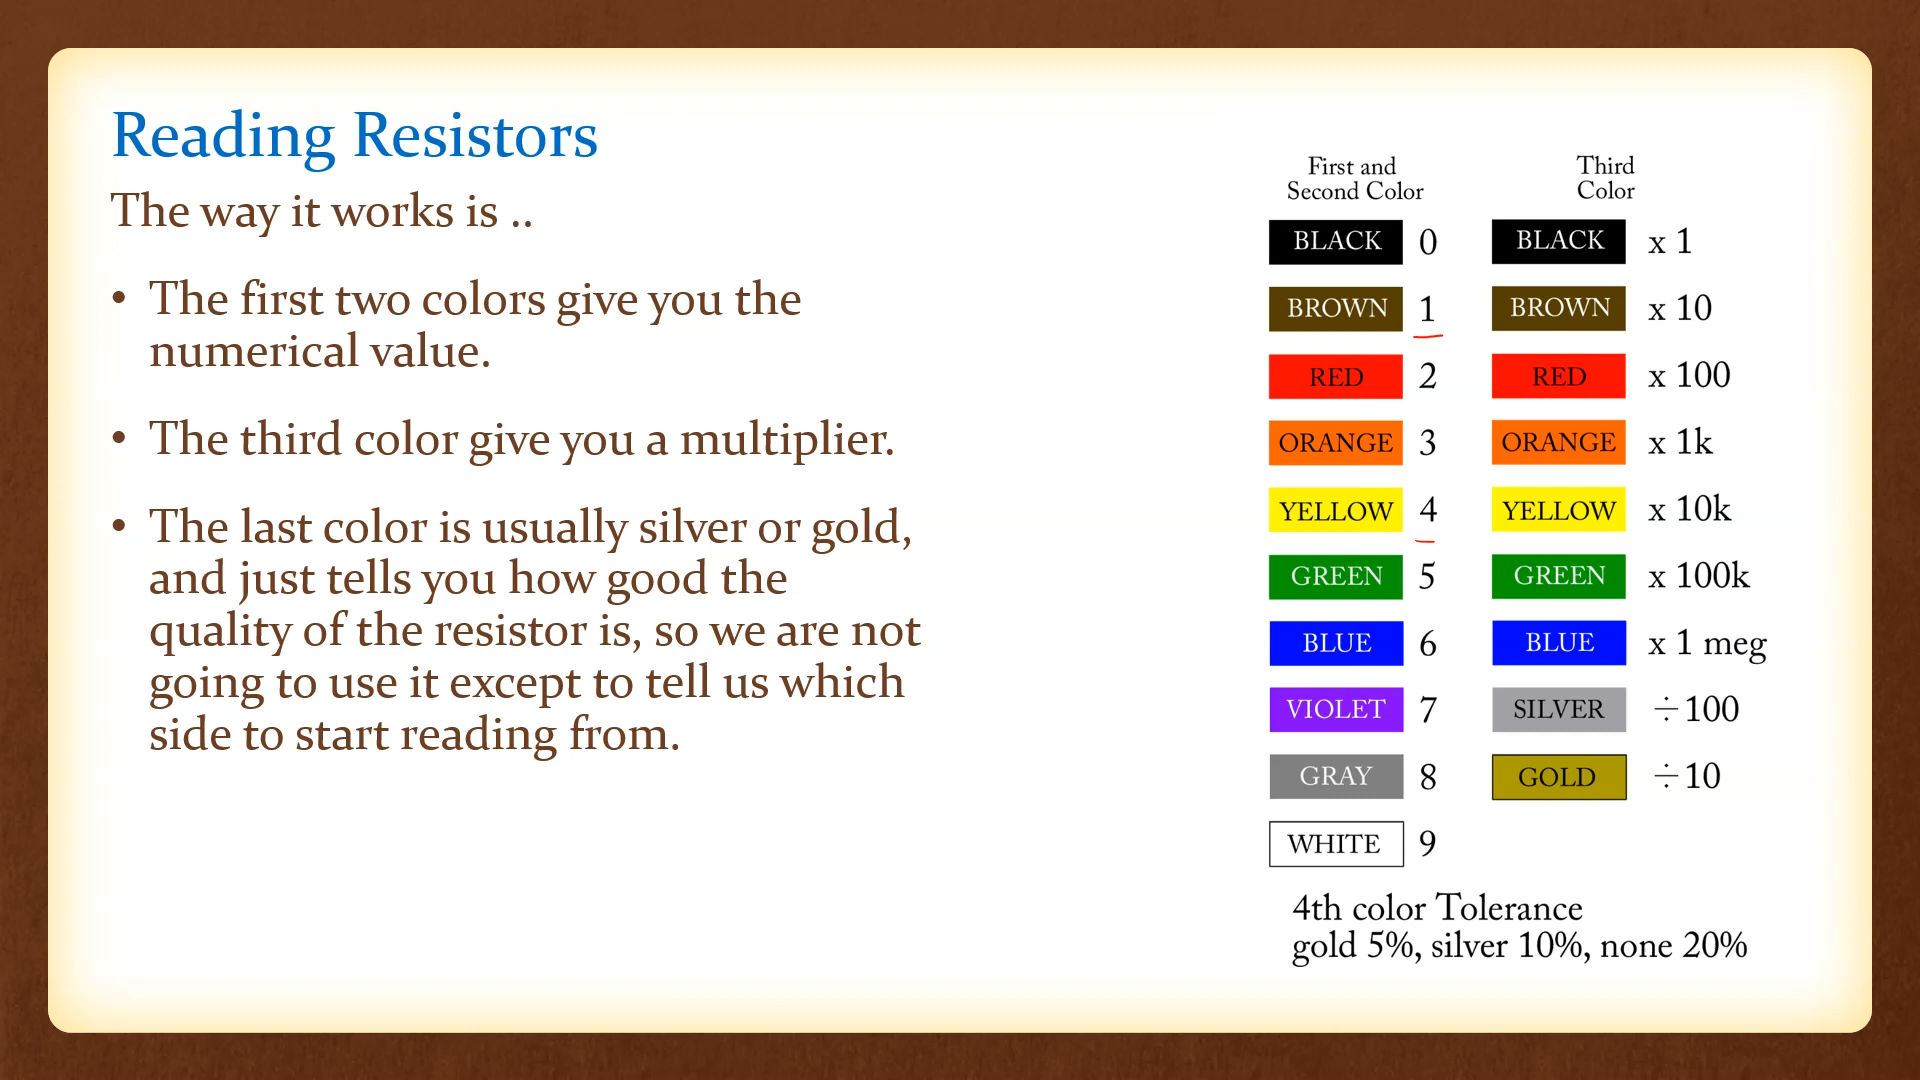 Reading Resistors
The way it works is ..
• The first two colors give you the
numerical value.
• The third color give you a multiplier.
• The last color is usually silver or gold,
and just tells you how good the
quality of the resistor is, so we are not
going to use it except to tell us which
side to start reading from.
First and
Second Color
Third
Color
BLACK 0 BLACK x 1
BROWN 1 BROWN x 10
RED 2 RED x 100
ORANGE 3 ORANGE x 1k
YELLOW 4 YELLOW x 10k
GREEN 5 GREEN x 100k
BLUE 6 BLUE x 1 meg
VIOLET 7 SILVER ÷100
GRAY 8 GOLD ÷10
WHITE 9
4th color Tolerance
gold 5%, silver 10%, none 20%